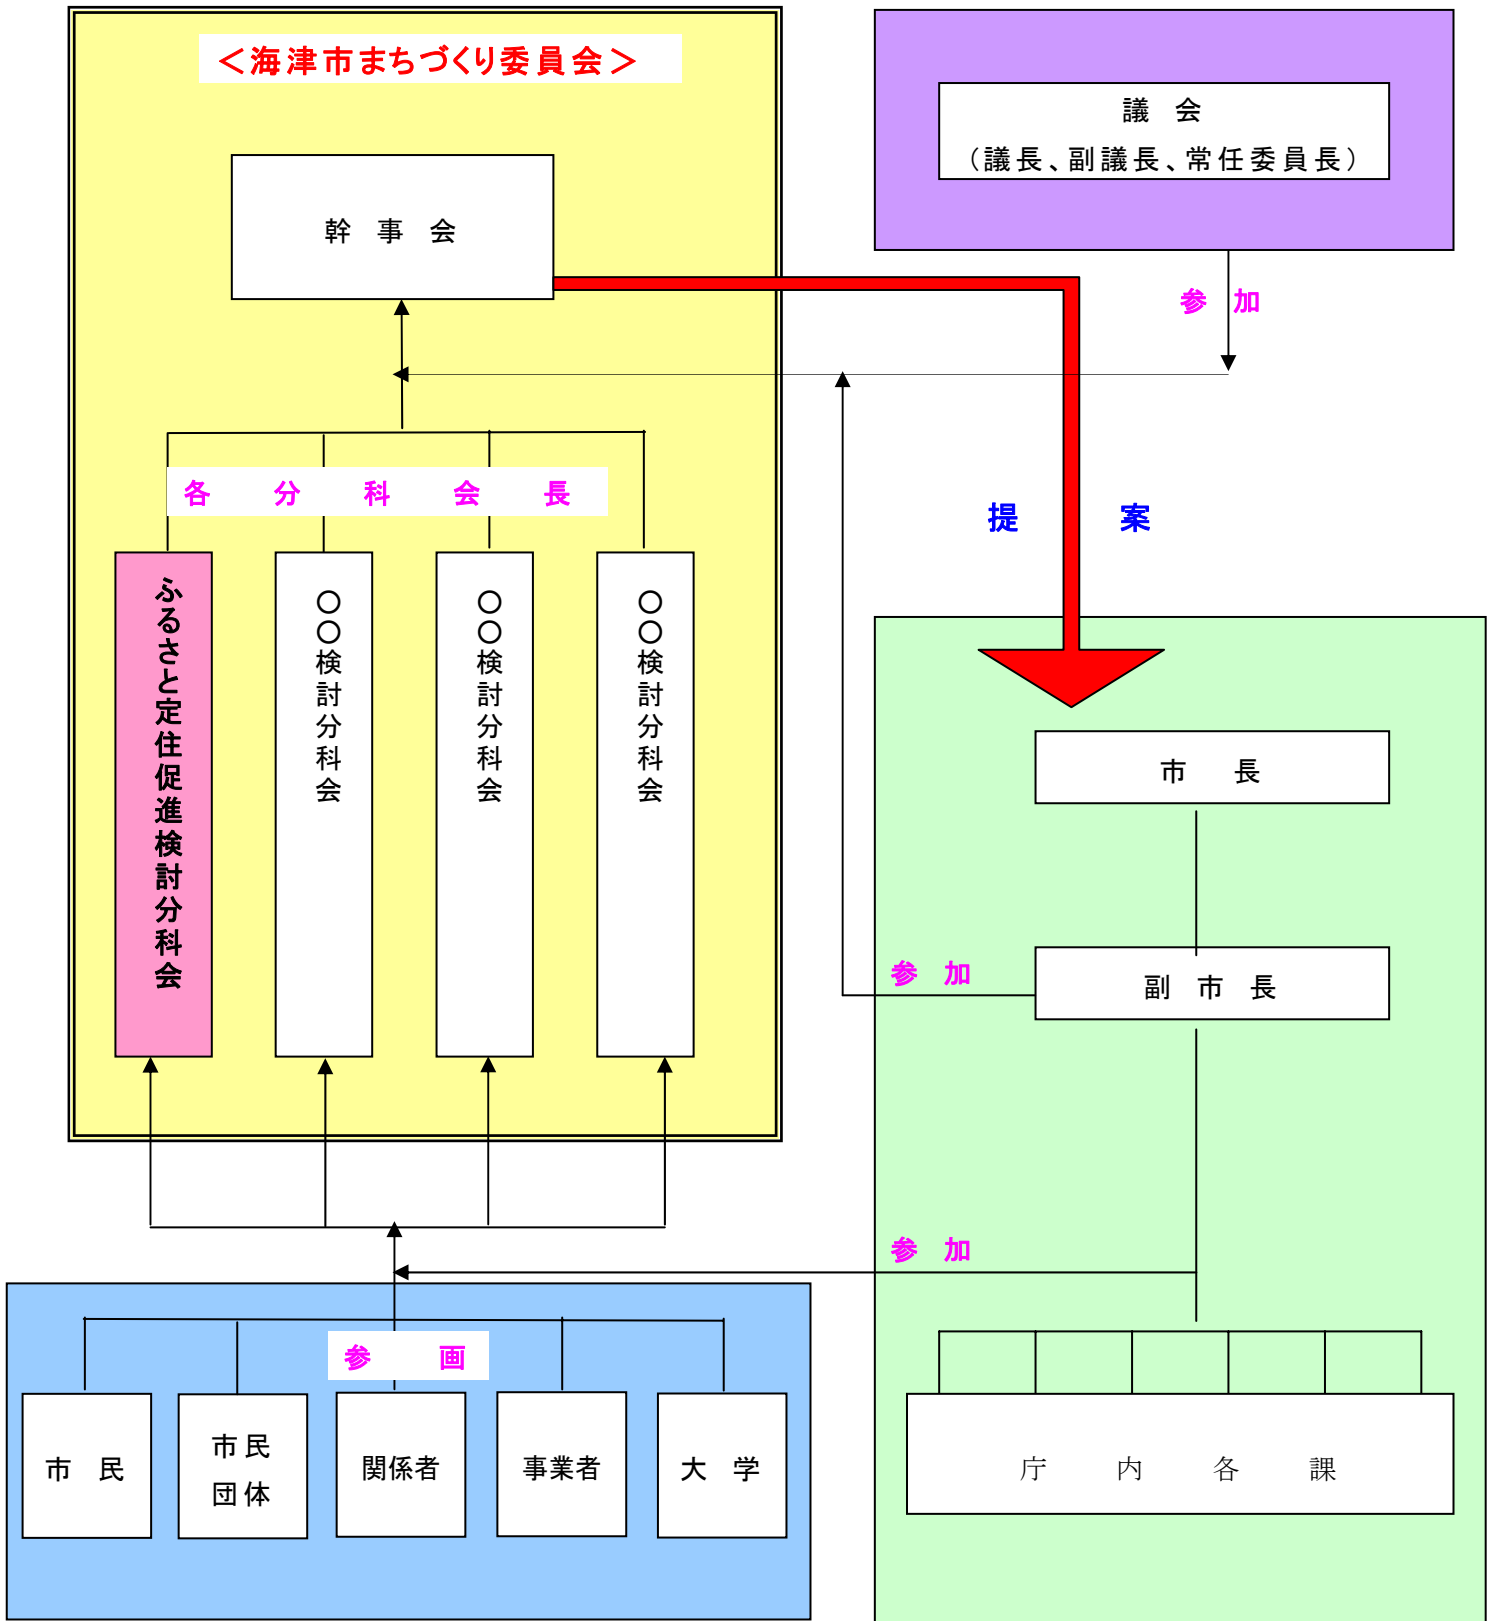 ＜海津市まちづくり委員会＞
議　会
（議長、副議長、常任委員長）
幹　事　会
参　加
各　分　科　会　長
提　案
ふるさと定住促進検討分科会
○○検討分科会
○○検討分科会
○○検討分科会
市　長
副　市　長
参　加
参　加
参　画
市　民
市民
団体
関係者
事業者
大　学
庁　内　各　課